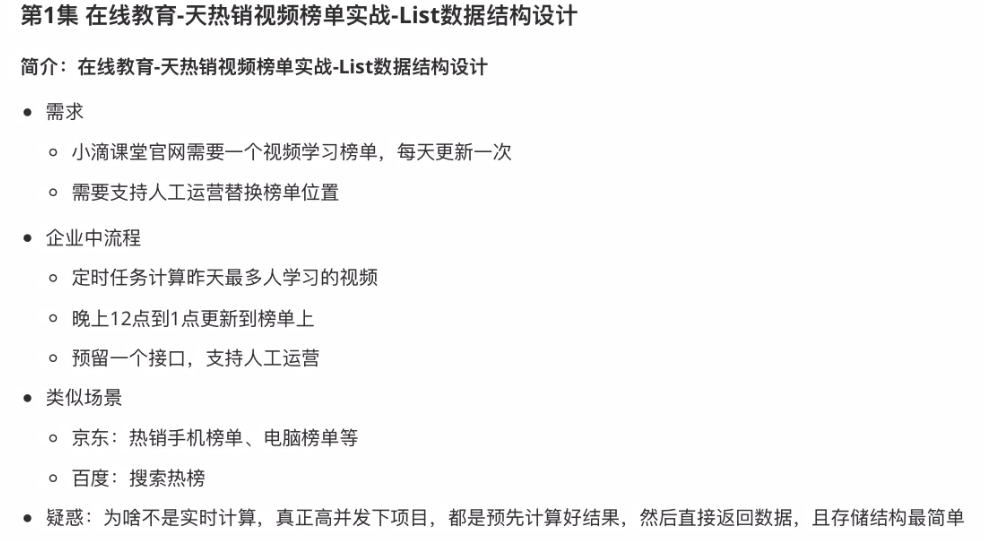 第1集 在线教育-天热销视频榜单实战-List数据结构设计
简介：在线教育-天热销视频榜单实战-List数据结构设计
需求
小滴课堂官网需要一个视频学习榜单，每天更新一次
需要支持人工运营替换榜单位置
企业中流程
定时任务计算昨天最多人学习的视频
晚上12点到1点更新到榜单上
预留一个接口，支持人工运营
类似场景
京东：热销手机榜单、电脑榜单等
百度：搜索热榜
疑惑：为啥不是实时计算，真正高并发下项目，都是预先计算好结果，然后直接返回数据，且存储结构最简单